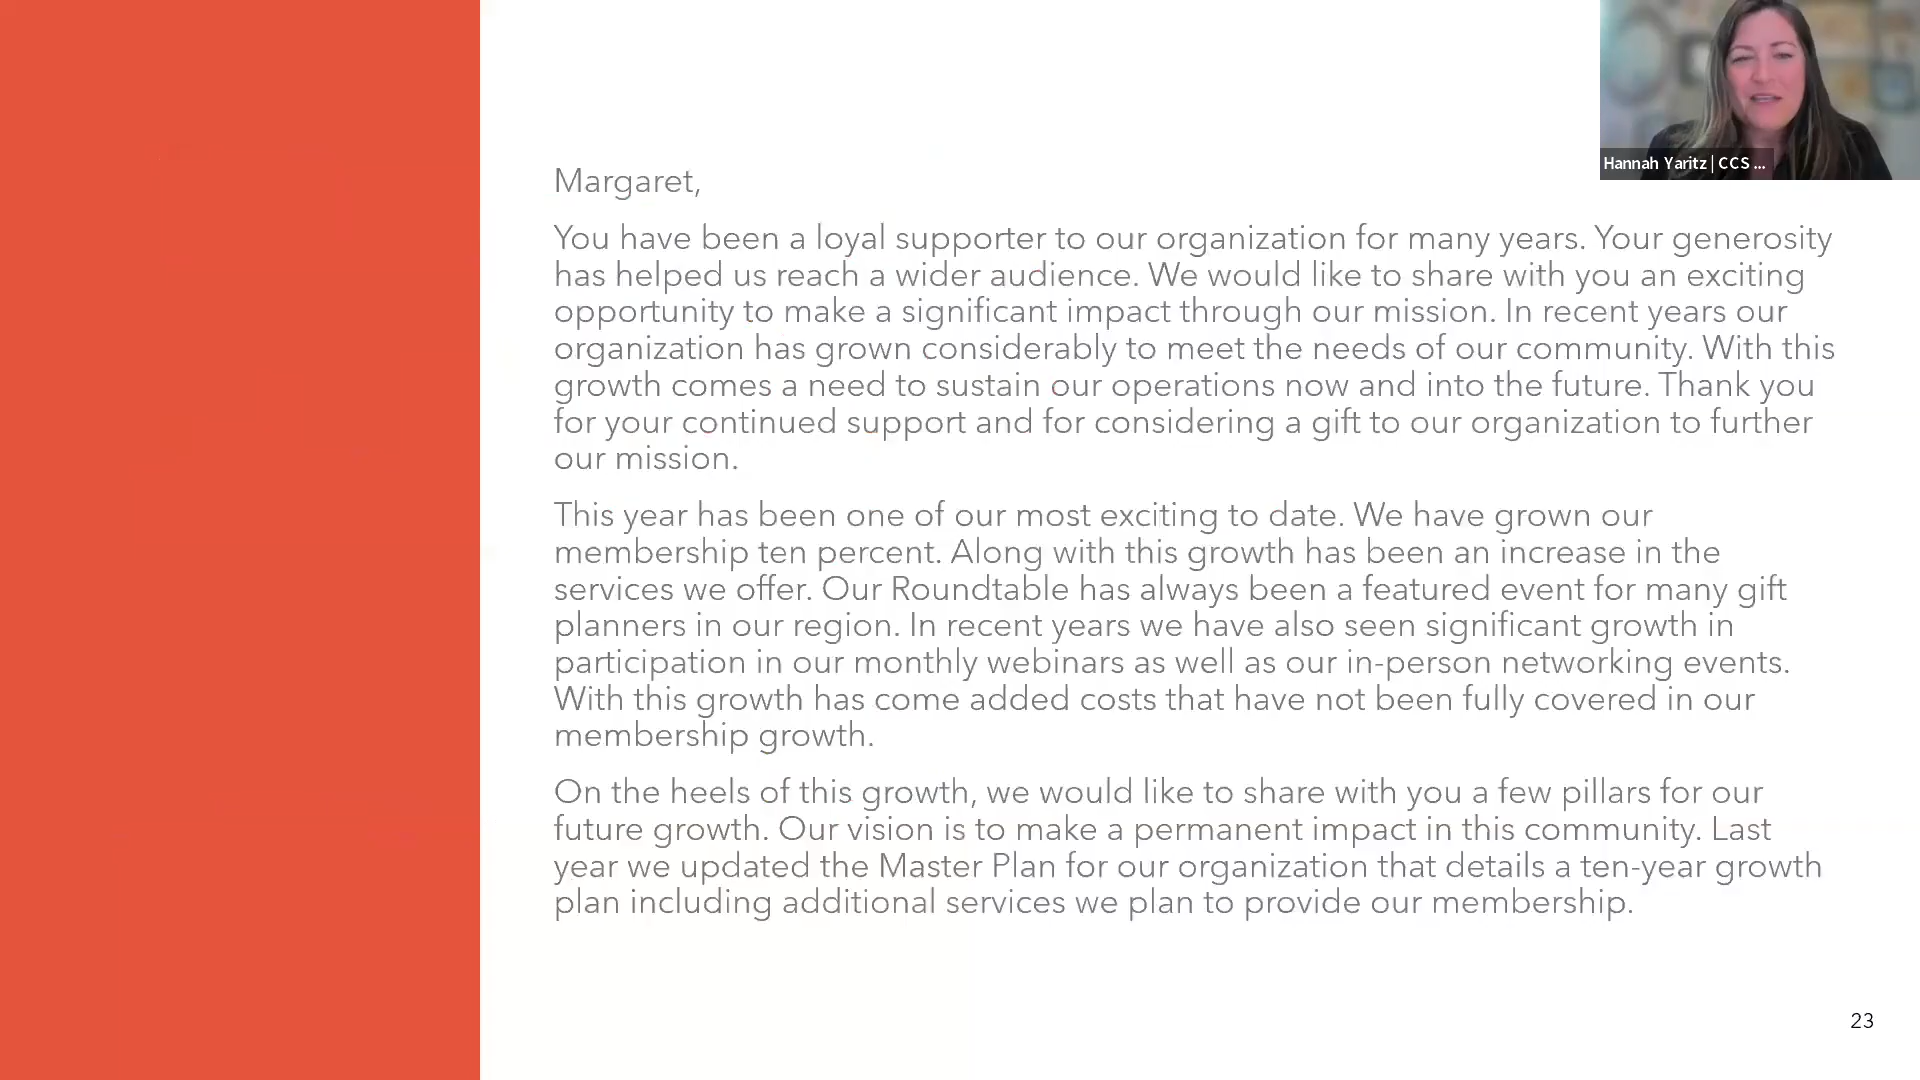 Hannah Yaritz | CCS ...
Margaret,
You have been a loyal supporter to our organization for many years. Your generosity
has helped us reach a wider audience. We would like to share with you an exciting
opportunity to make a significant impact through our mission. In recent years our
organization has grown considerably to meet the needs of our community. With this
growth comes a need to sustain our operations now and into the future. Thank you
for your continued support and for considering a gift to our organization to further
our mission.
This year has been one of our most exciting to date. We have grown our
membership ten percent. Along with this growth has been an increase in the
services we offer. Our Roundtable has always been a featured event for many gift
planners in our region. In recent years we have also seen significant growth in
participation in our monthly webinars as well as our in-person networking events.
With this growth has come added costs that have not been fully covered in our
membership growth.
On the heels of this growth, we would like to share with you a few pillars for our
future growth. Our vision is to make a permanent impact in this community. Last
year we updated the Master Plan for our organization that details a ten-year growth
plan including additional services we plan to provide our membership.
23